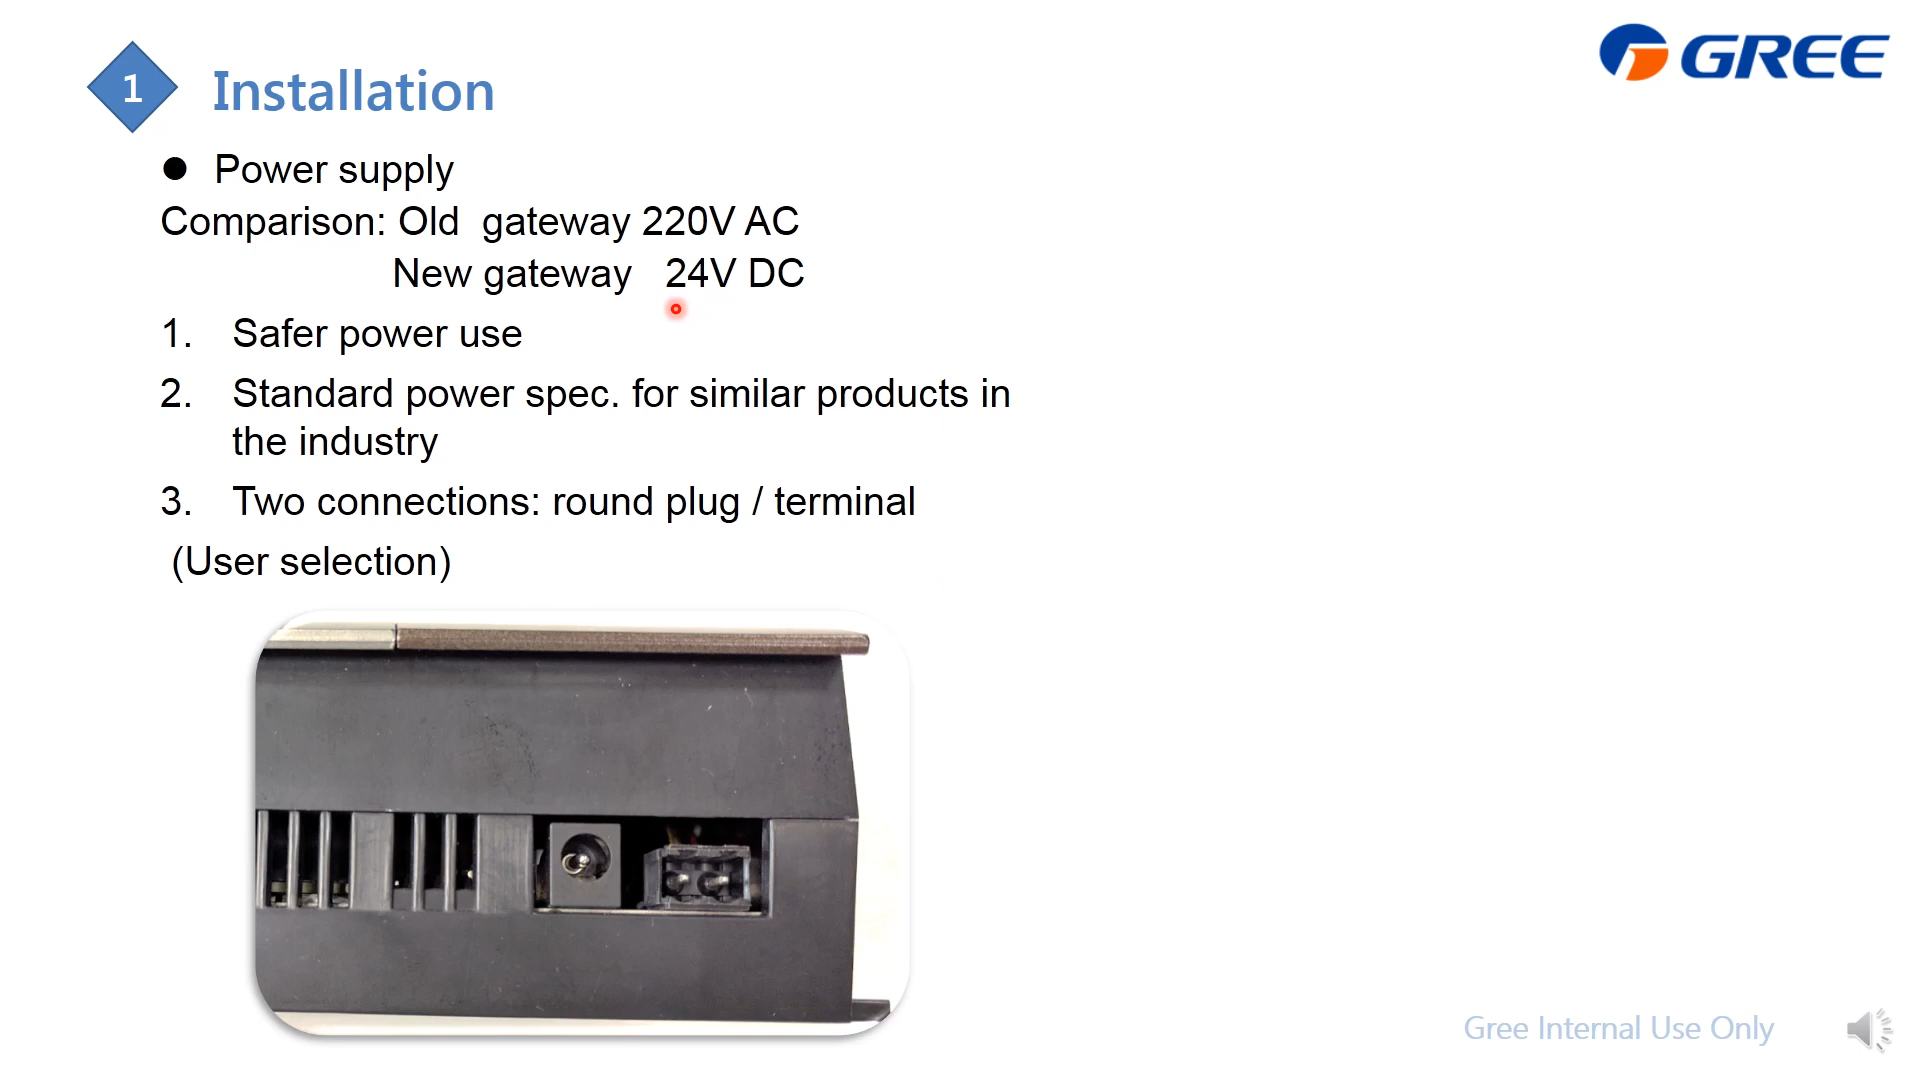 1
Installation
GREE
● Power supply
Comparison: Old gateway 220V AC
New gateway 24V DC
1. Safer power use
2. Standard power spec. for similar products in
the industry
3. Two connections: round plug / terminal
(User selection)
Gree Internal Use Only